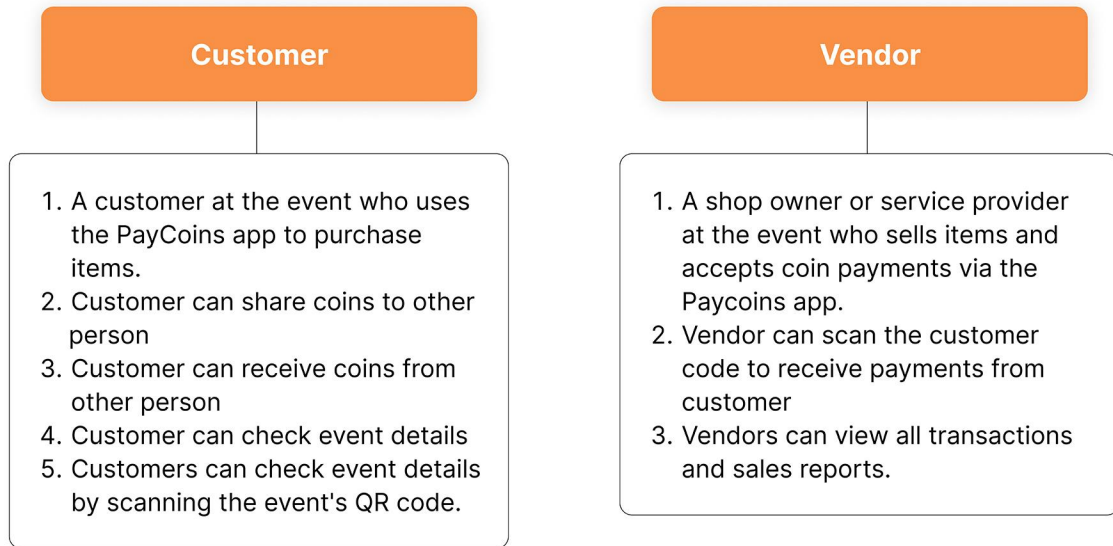 Customer
1. A customer at the event who uses
the PayCoins app to purchase
items.
2. Customer can share coins to other
person
3. Customer can receive coins from
other person
4. Customer can check event details
5. Customers can check event details
by scanning the event's QR code.
Vendor
1. A shop owner or service provider
at the event who sells items and
accepts coin payments via the
Paycoins app.
2. Vendor can scan the customer
code to receive payments from
customer
3. Vendors can view all transactions
and sales reports.